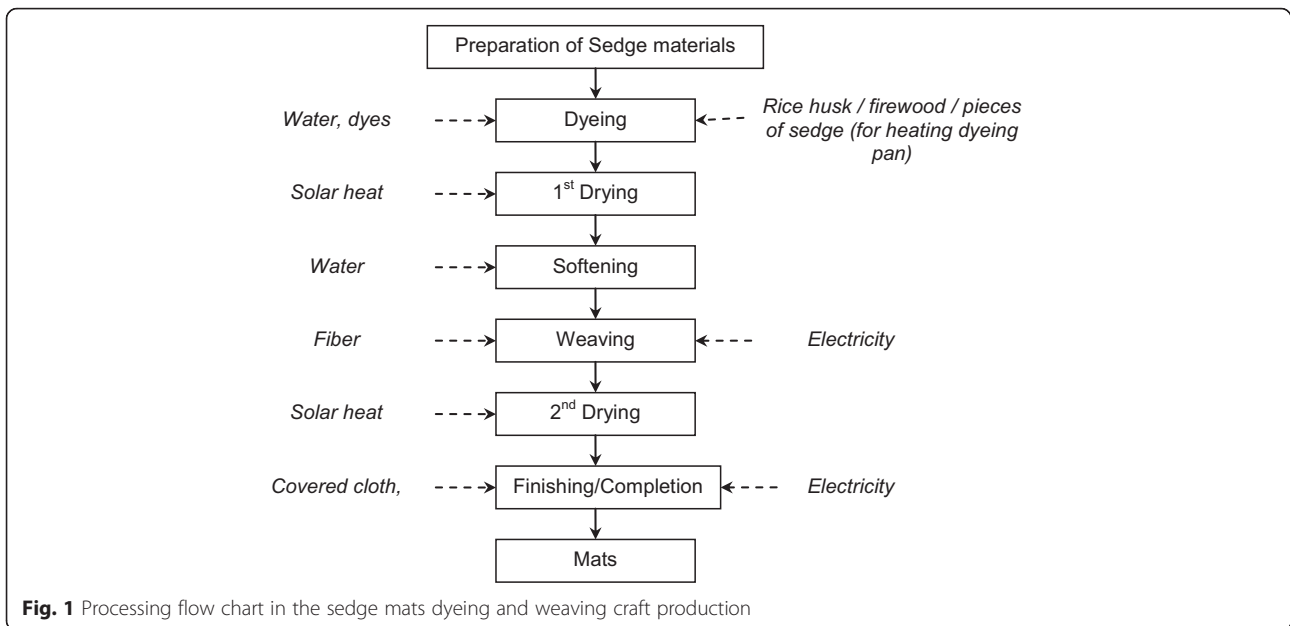 Preparation of Sedge materials
Water, dyes
Dyeing
Rice husk / firewood / pieces
of sedge (for heating dyeing
pan)
Solar heat
1st Drying
Water
Softening
Fiber
Weaving
Electricity
Solar heat
2nd Drying
Covered cloth,
Finishing/Completion
Electricity
Mats
Fig. 1 Processing flow chart in the sedge mats dyeing and weaving craft production